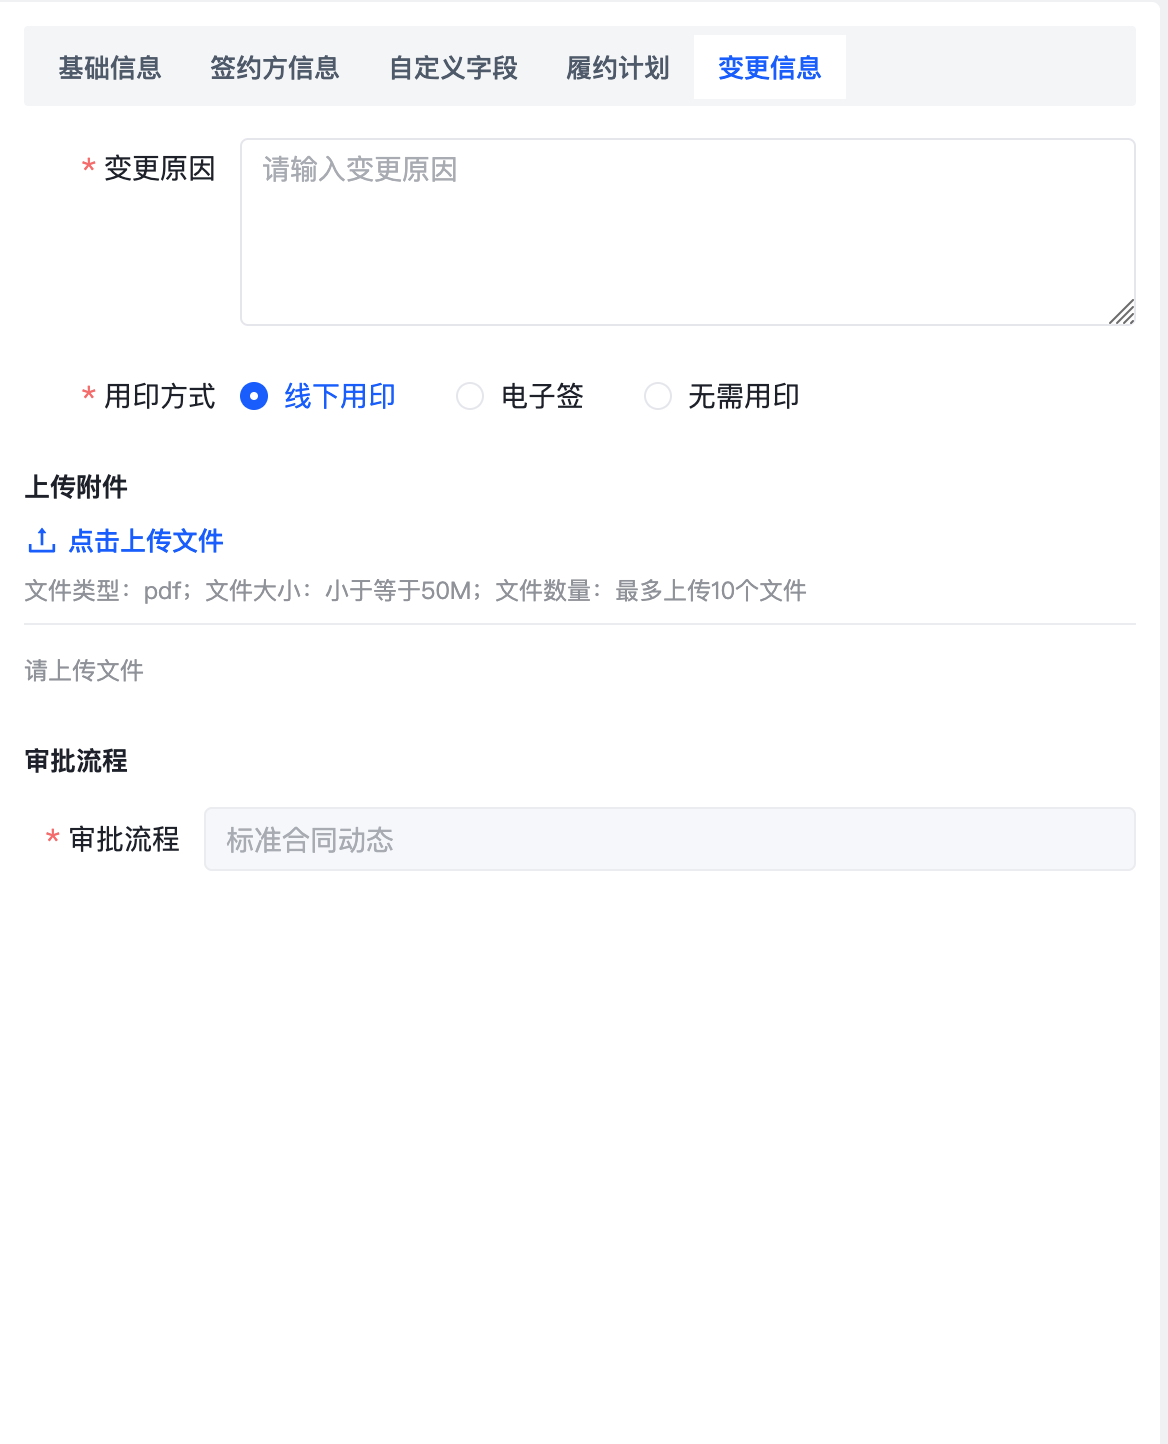 基础信息 签约方信息 自定义字段 履约计划 变更信息
* 变更原因 请输入变更原因
* 用印方式 线下用印 电子签 无需用印
上传附件
点击上传文件
文件类型：pdf；文件大小：小于等于50M；文件数量：最多上传10个文件
请上传文件
审批流程
* 审批流程 标准合同动态